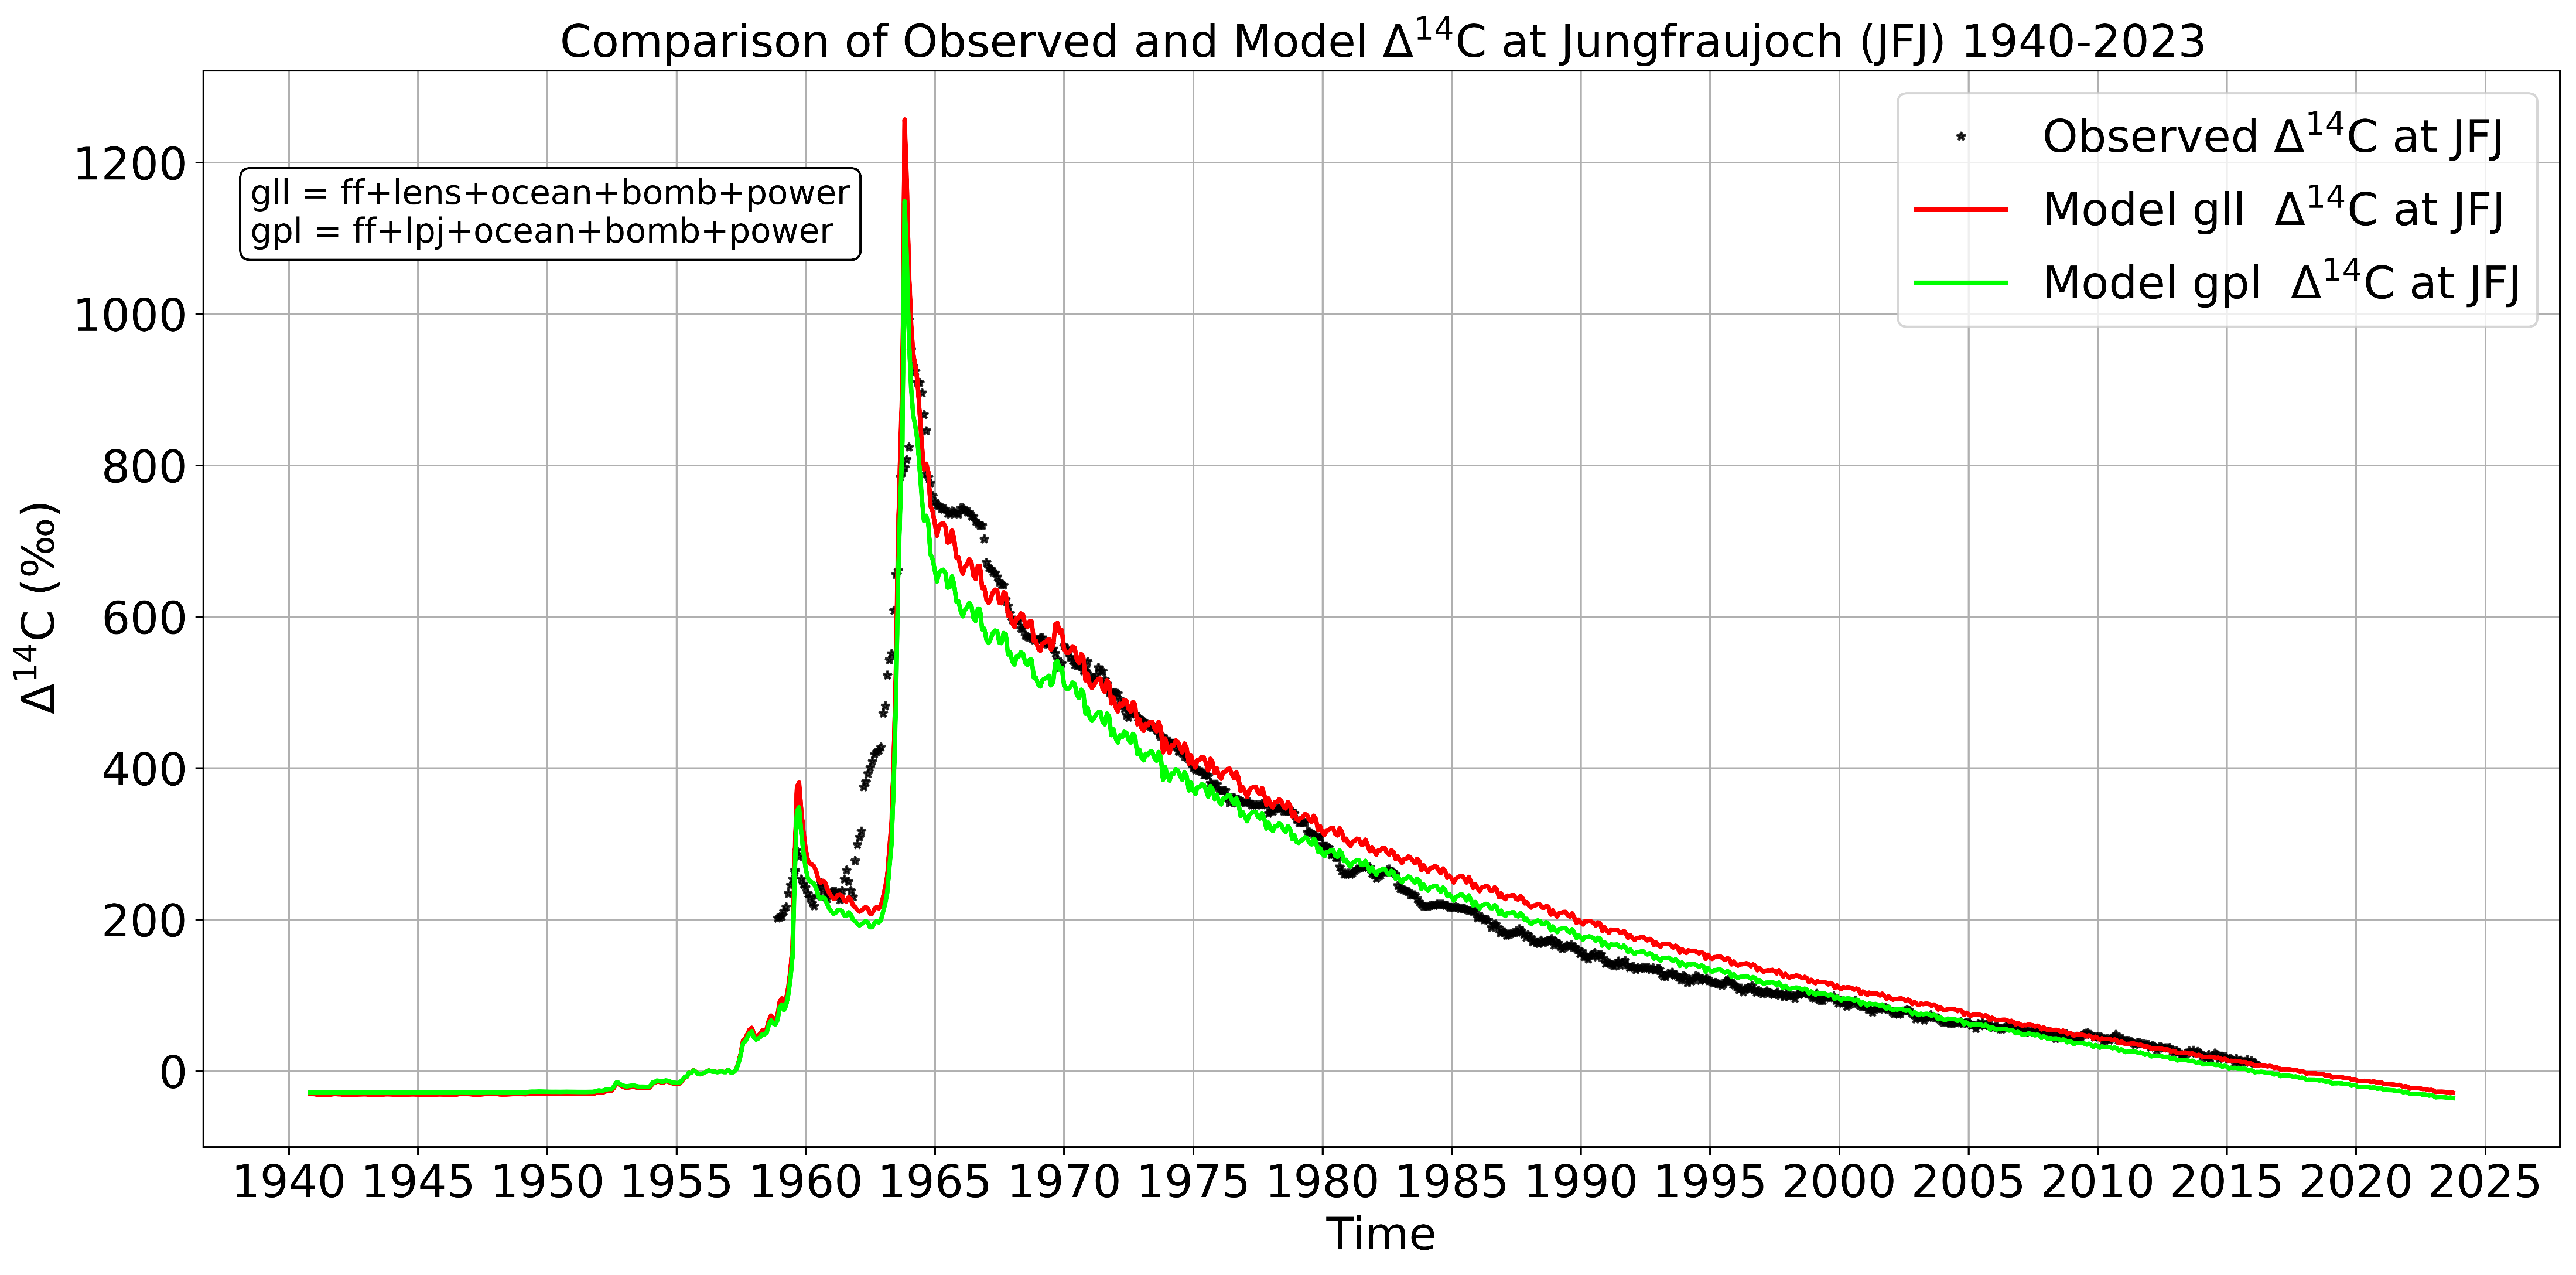 Comparison of Observed and Model Δ¹⁴C at Jungfraujoch (JFJ) 1940-2023
gll = ff+lens+ocean+bomb+power
gpl = ff+lpj+ocean+bomb+power
Observed Δ¹⁴C at JFJ
Model gll  Δ¹⁴C at JFJ
Model gpl  Δ¹⁴C at JFJ
Δ¹⁴C (‰)
1200
1000
800
600
400
200
0
1940 1945 1950 1955 1960 1965 1970 1975 1980 1985 1990 1995 2000 2005 2010 2015 2020 2025
Time